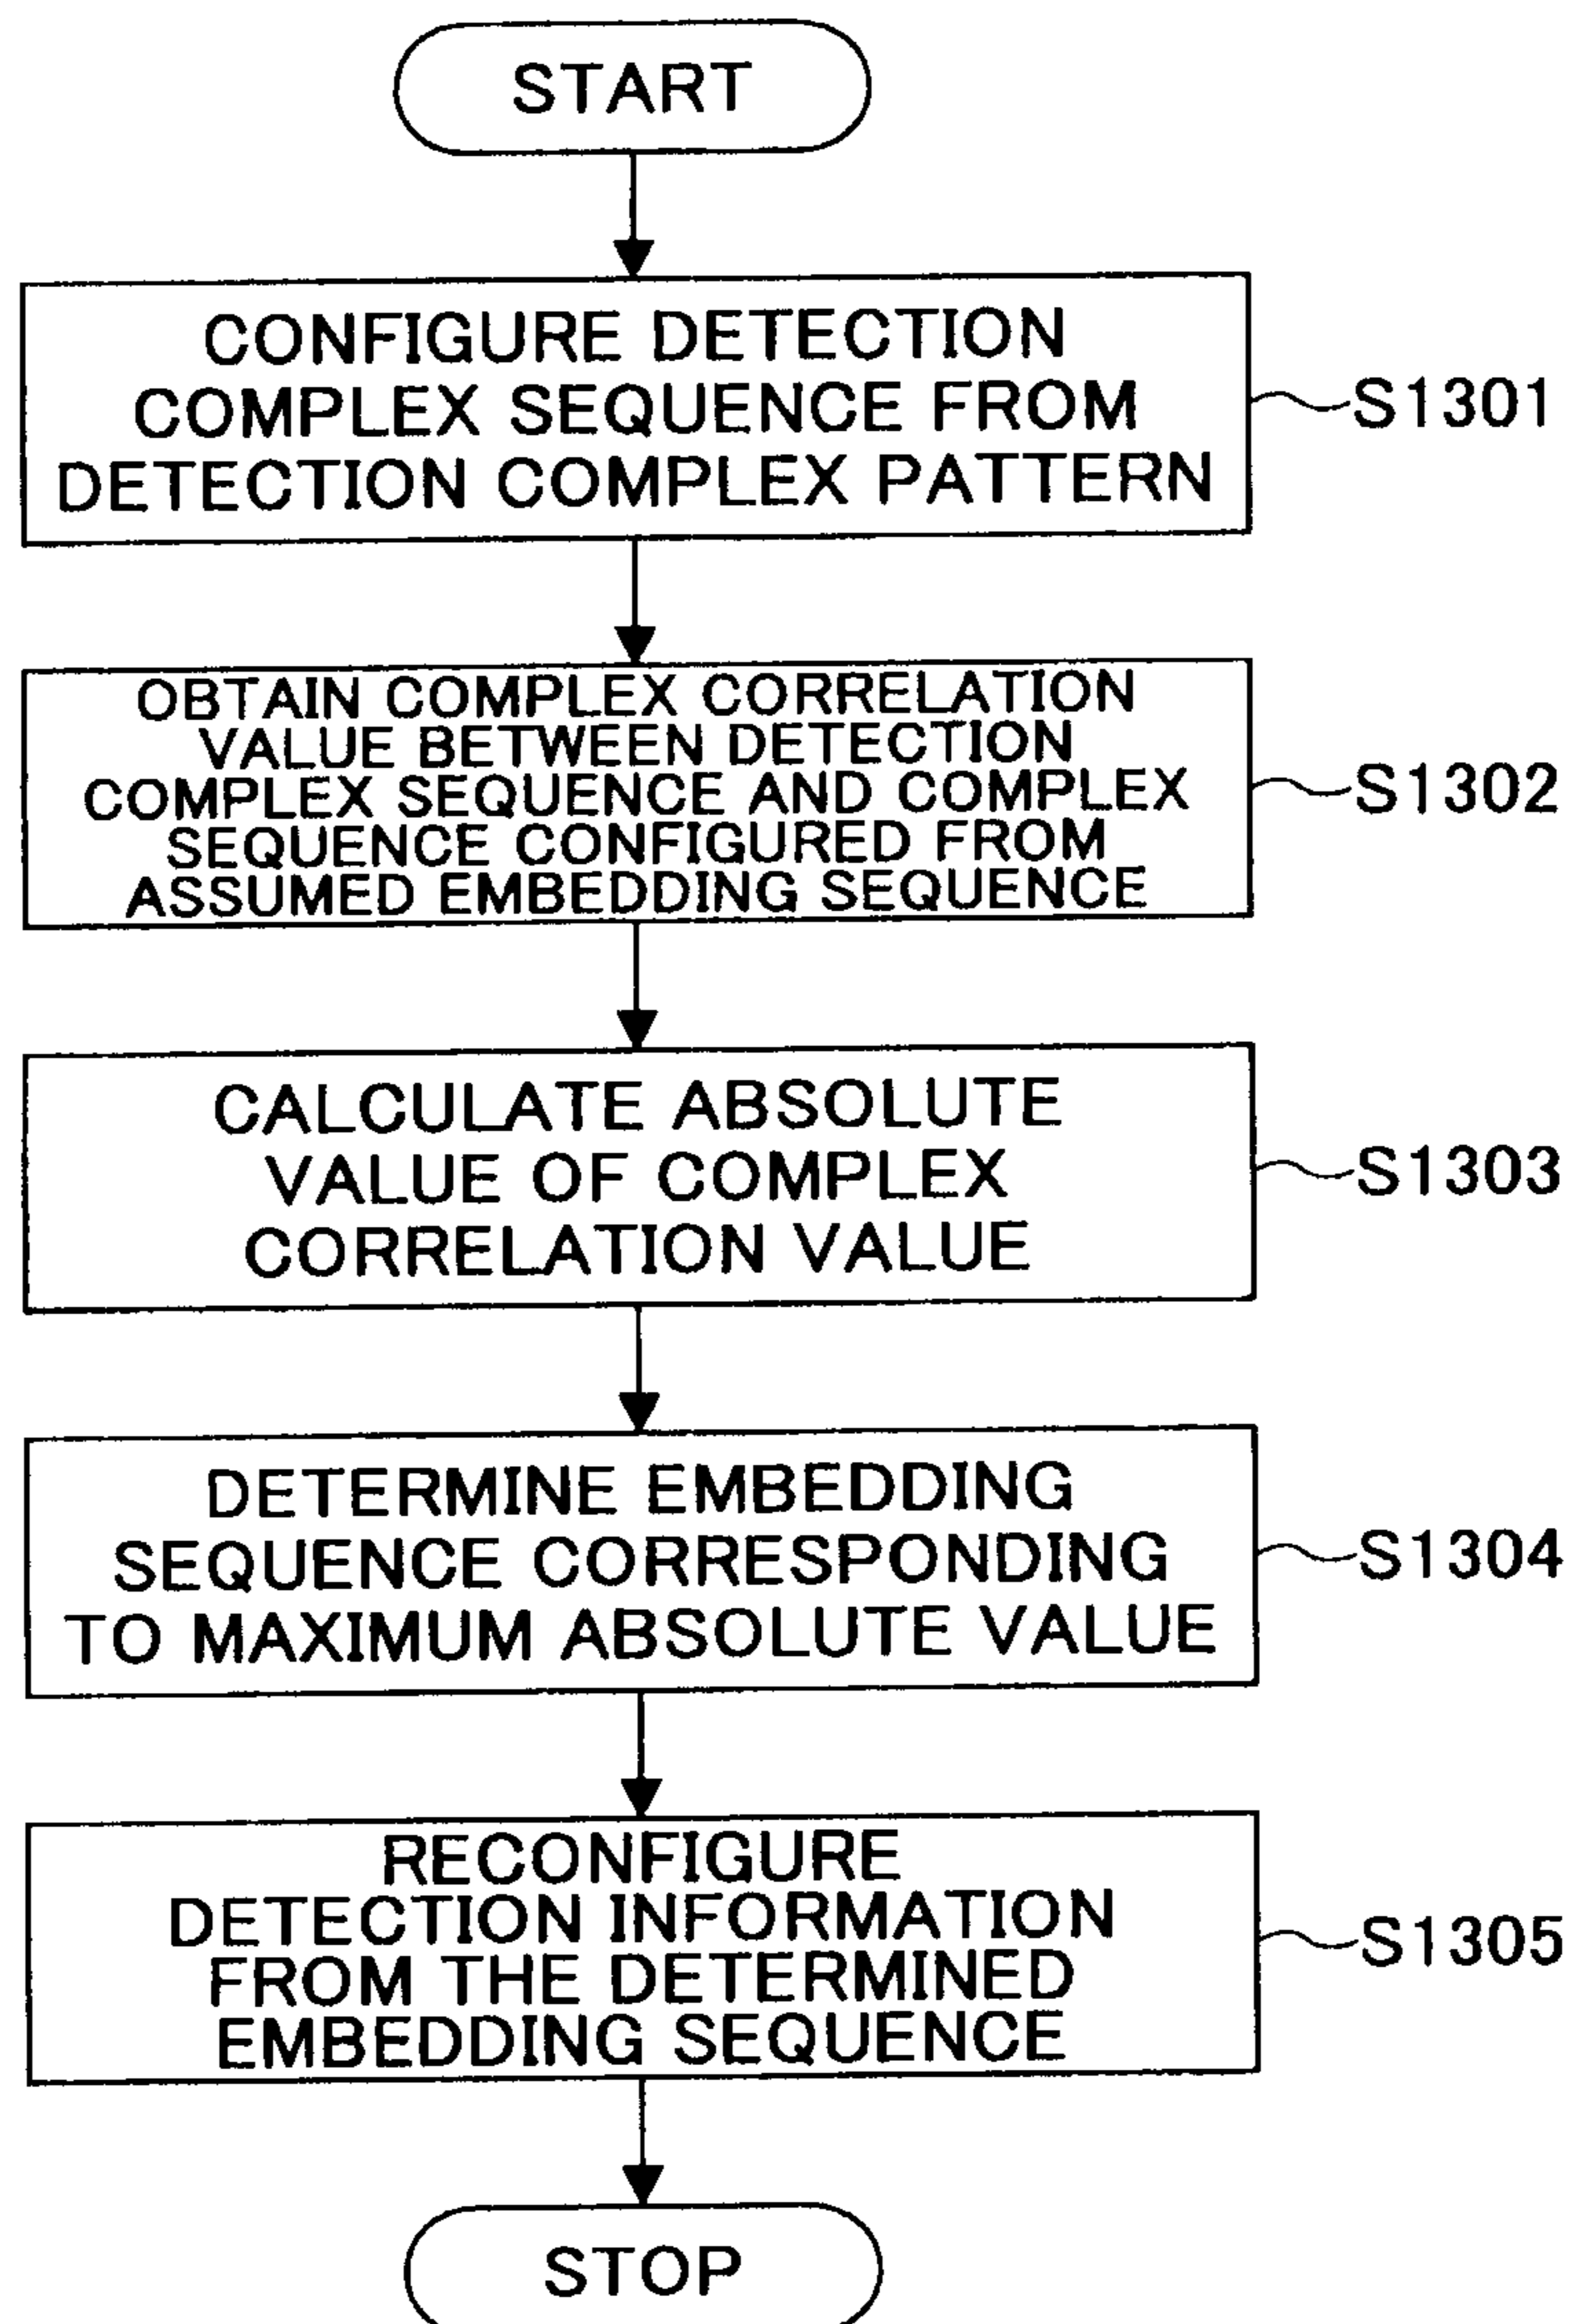 START
CONFIGURE DETECTION
COMPLEX SEQUENCE FROM
DETECTION COMPLEX PATTERN
S1301
OBTAIN COMPLEX CORRELATION
VALUE BETWEEN DETECTION
COMPLEX SEQUENCE AND COMPLEX
SEQUENCE CONFIGURED FROM
ASSUMED EMBEDDING SEQUENCE
S1302
CALCULATE ABSOLUTE
VALUE OF COMPLEX
CORRELATION VALUE
S1303
DETERMINE EMBEDDING
SEQUENCE CORRESPONDING
TO MAXIMUM ABSOLUTE VALUE
S1304
RECONFIGURE
DETECTION INFORMATION
FROM THE DETERMINED
EMBEDDING SEQUENCE
S1305
STOP